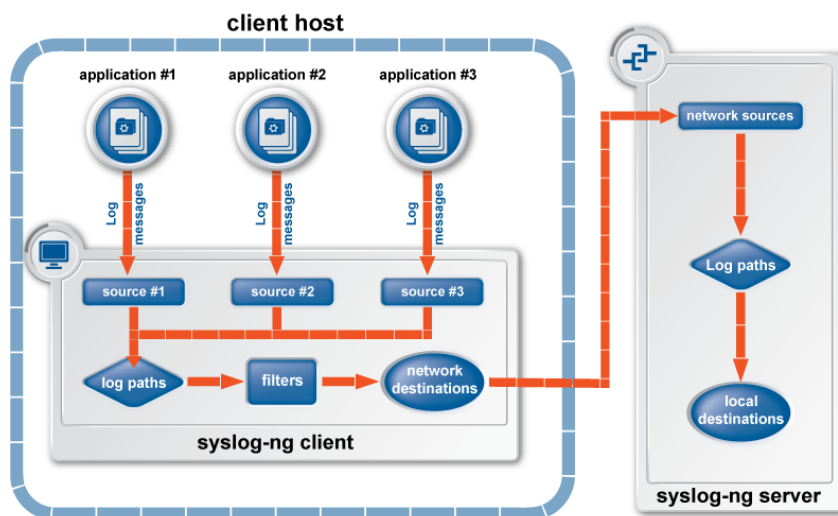 client host
application #1
application #2
application #3
Log
messages
Log
messages
Log
messages
source #1
source #2
source #3
log paths
filters
network
destinations
syslog-ng client
network sources
Log paths
local
destinations
syslog-ng server